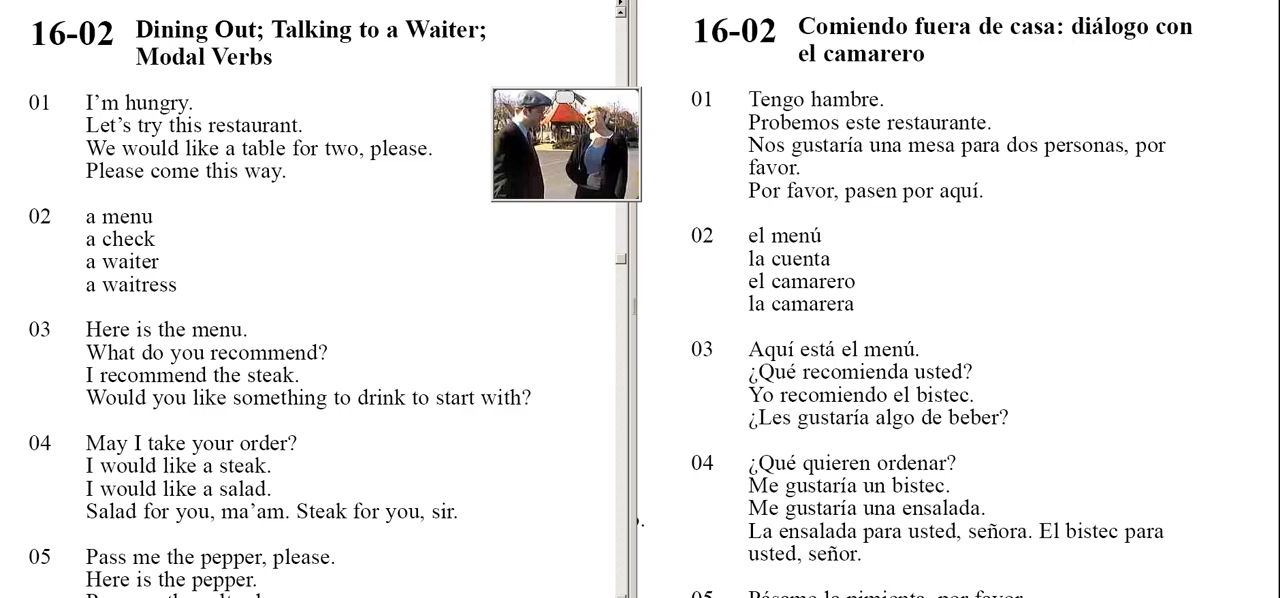 16-02 Dining Out; Talking to a Waiter;
Modal Verbs
01 I’m hungry.
Let’s try this restaurant.
We would like a table for two, please.
Please come this way.
02 a menu
a check
a waiter
a waitress
03 Here is the menu.
What do you recommend?
I recommend the steak.
Would you like something to drink to start with?
04 May I take your order?
I would like a steak.
I would like a salad.
Salad for you, ma’am. Steak for you, sir.
05 Pass me the pepper, please.
Here is the pepper.
16-02 Comiendo fuera de casa: diálogo con
el camarero
01 Tengo hambre.
Probemos este restaurante.
Nos gustaría una mesa para dos personas, por
favor.
Por favor, pasen por aquí.
02 el menú
la cuenta
el camarero
la camarera
03 Aquí está el menú.
¿Qué recomienda usted?
Yo recomiendo el bistec.
¿Les gustaría algo de beber?
04 ¿Qué quieren ordenar?
Me gustaría un bistec.
Me gustaría una ensalada.
La ensalada para usted, señora. El bistec para
usted, señor.
05 Pásame la pimienta, por favor.